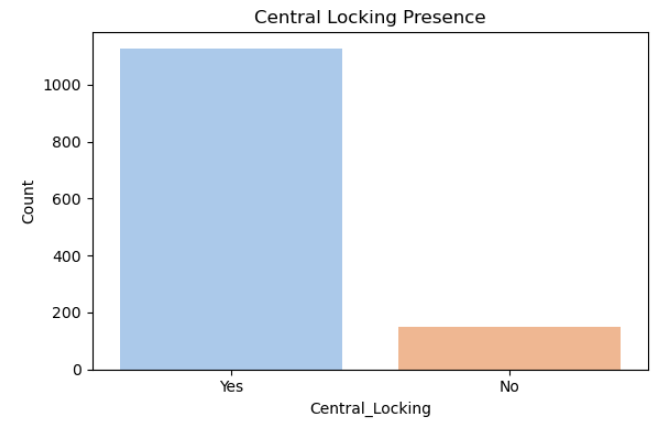 Central Locking Presence
1000
800
600
400
200
0
Count
Yes No
Central_Locking